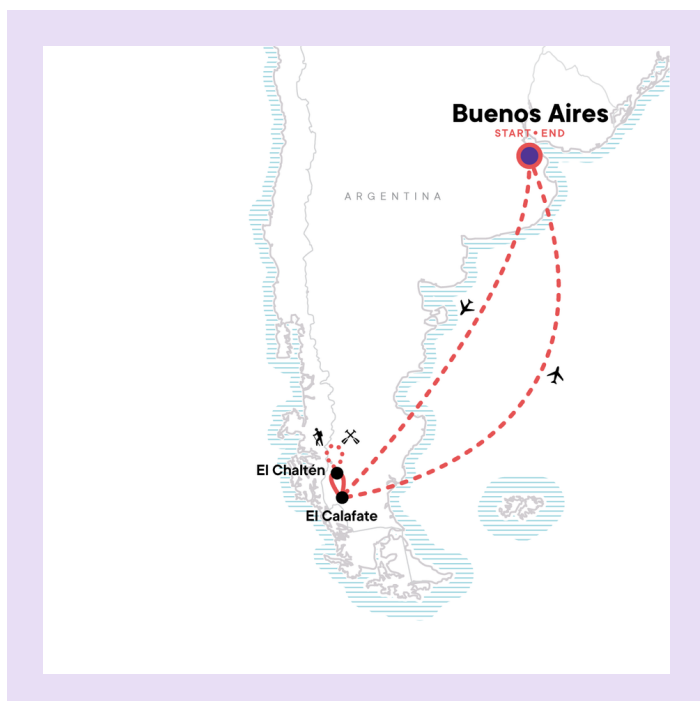 Buenos Aires
START • END
ARGENTINA
El Chaltén
El Calafate